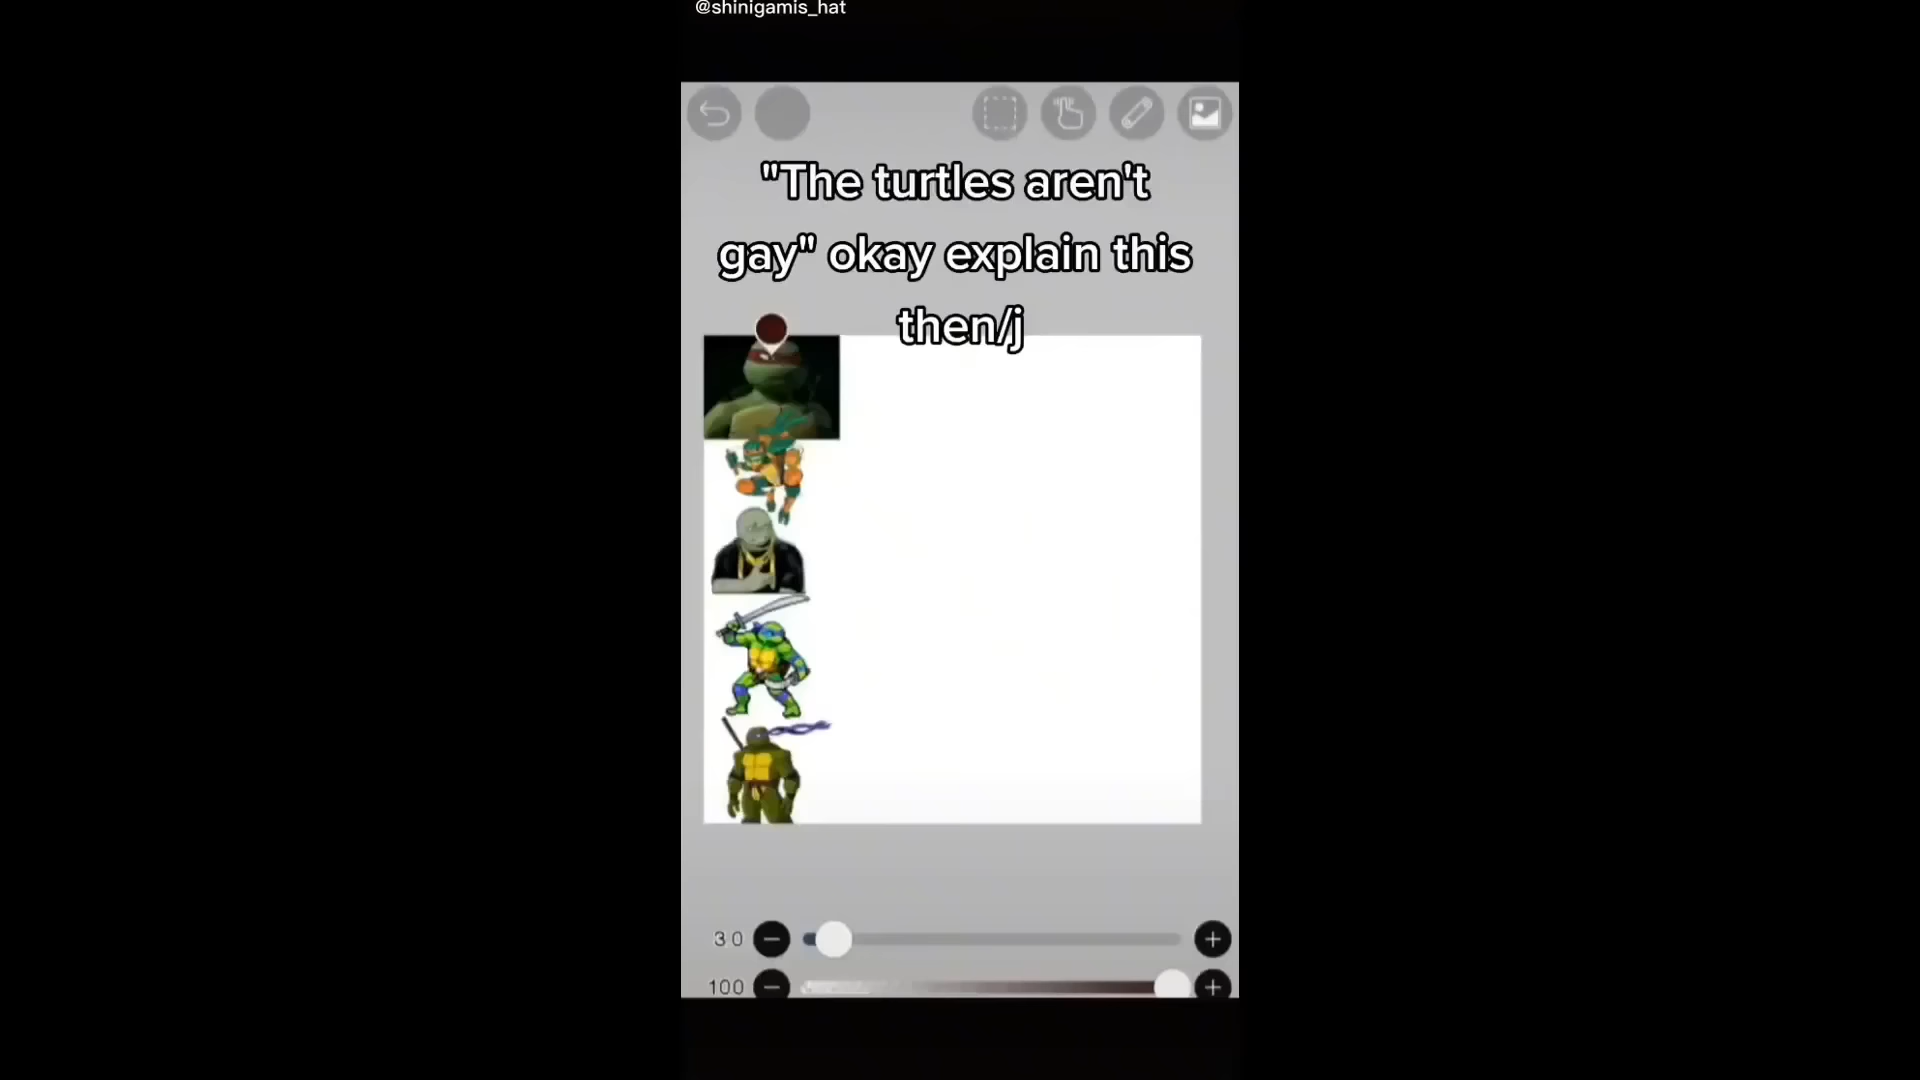 @shinigamis_hat
"The turtles aren't
gay" okay explain this
then/j
30
100